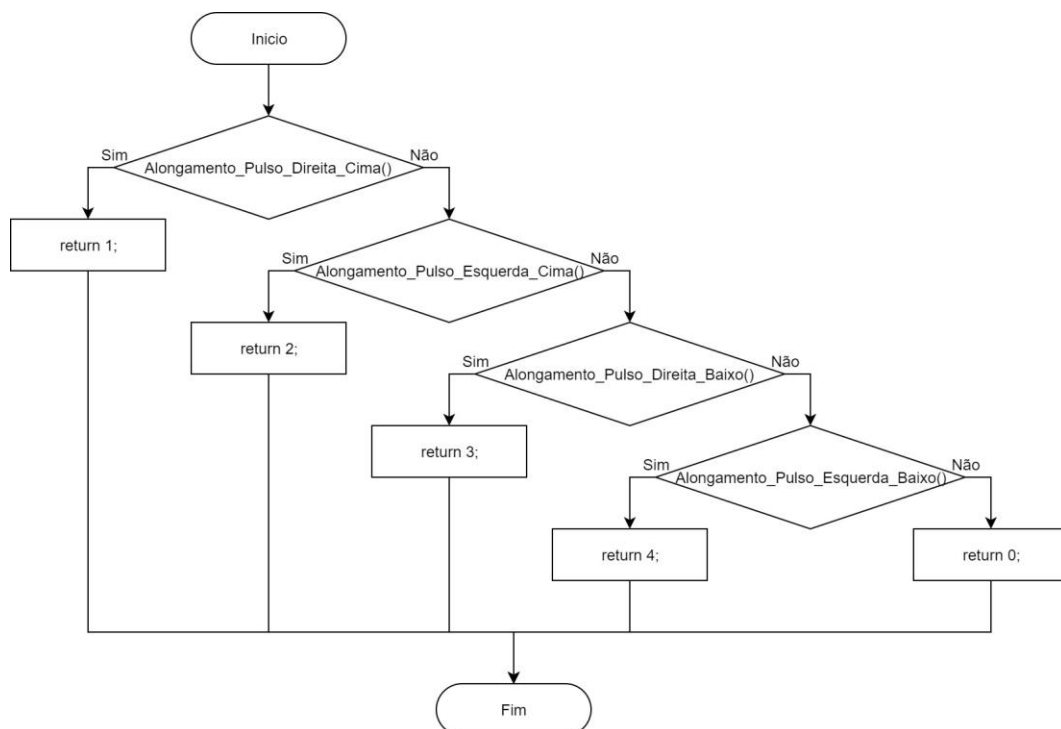 Inicio
Sim
Alongamento_Pulso_Direita_Cima()
Não
return 1;
Sim
Alongamento_Pulso_Esquerda_Cima()
Não
return 2;
Sim
Alongamento_Pulso_Direita_Baixo()
Não
return 3;
Sim
Alongamento_Pulso_Esquerda_Baixo()
Não
return 4;
return 0;
Fim